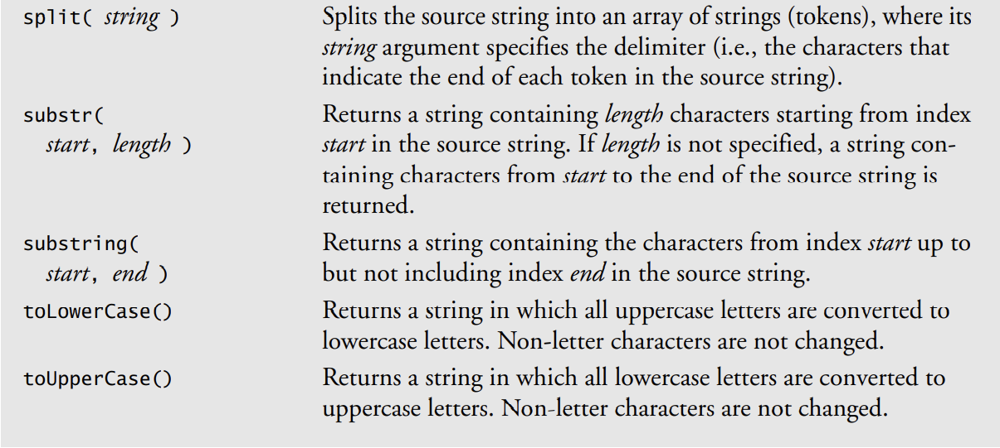 split( string ) Splits the source string into an array of strings (tokens), where its
string argument specifies the delimiter (i.e., the characters that
indicate the end of each token in the source string).
substr( Returns a string containing length characters starting from index
start, length ) start in the source string. If length is not specified, a string con-
taining characters from start to the end of the source string is
returned.
substring( Returns a string containing the characters from index start up to
start, end ) but not including index end in the source string.
toLowerCase() Returns a string in which all uppercase letters are converted to
lowercase letters. Non-letter characters are not changed.
toUpperCase() Returns a string in which all lowercase letters are converted to
uppercase letters. Non-letter characters are not changed.